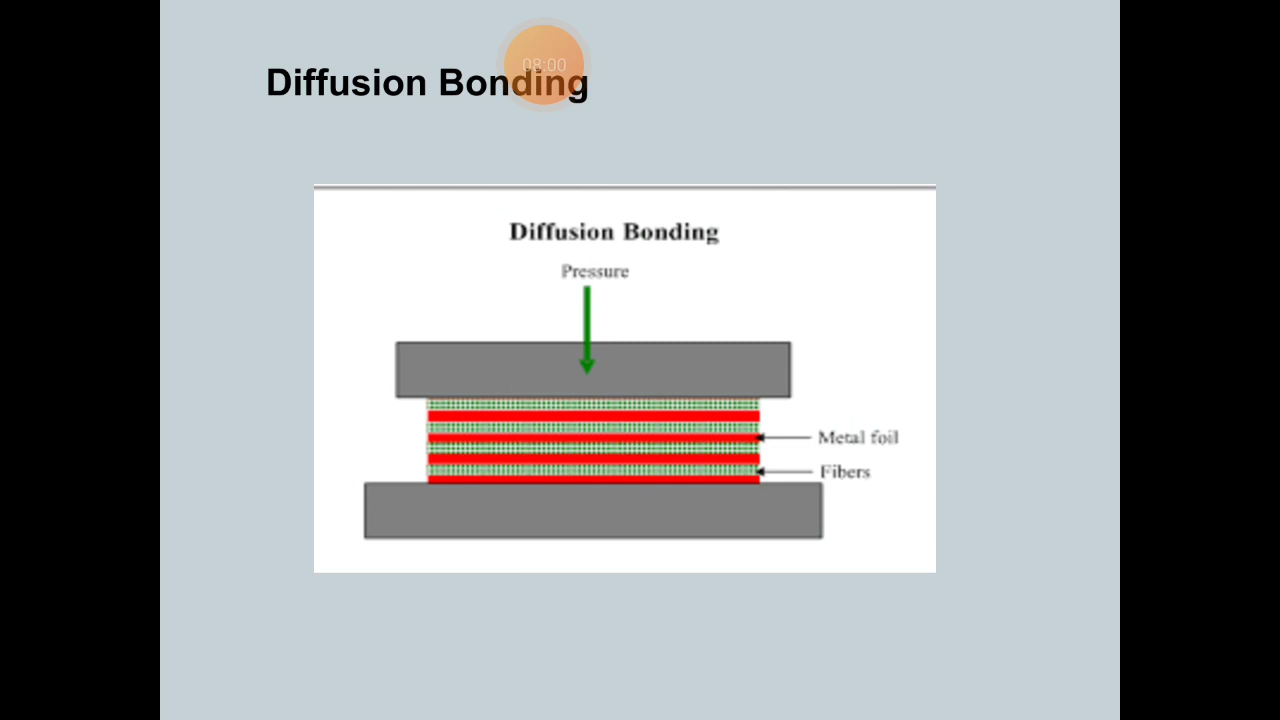 Diffusion Bonding
08:00
Diffusion Bonding
Pressure
Metal foil
Fibers